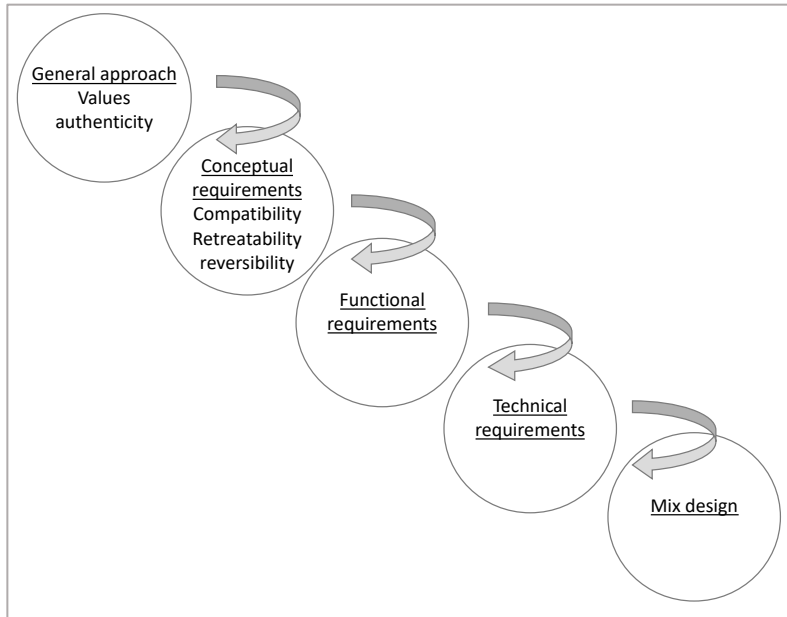 General approach
Values
authenticity
Conceptual
requirements
Compatibility
Retreatability
reversibility
Functional
requirements
Technical
requirements
Mix design